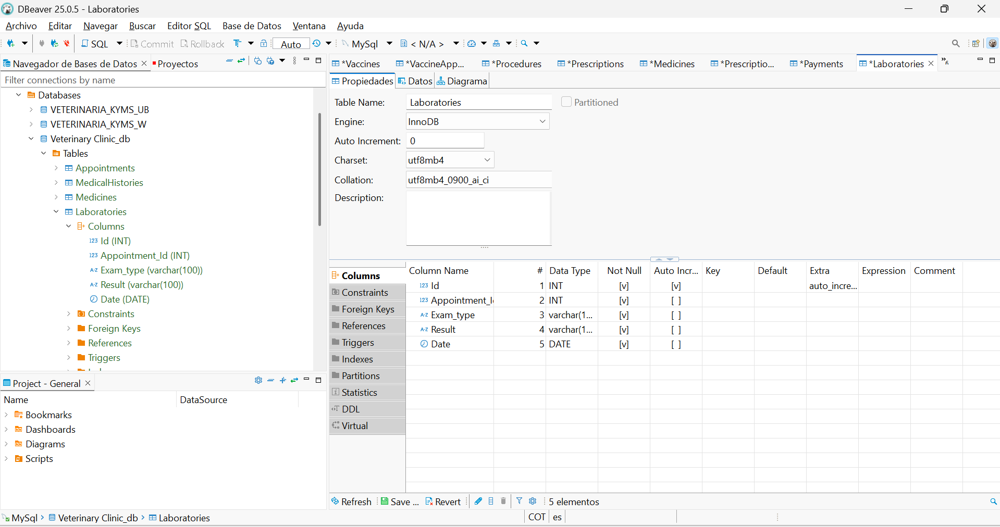 DBeaver 25.0.5 - Laboratories
Archivo Editar Navegar Buscar Editor SQL Base de Datos Ventana Ayuda
SQL Commit Rollback Auto MySql < N/A >
Navegador de Bases de Datos Proyectos
*Vaccines *VaccineApp... *Procedures *Prescriptions *Medicines *Prescriptio... *Payments *Laboratories »6
Filter connections by name
Databases
VETERINARIA_KYMS_UB
VETERINARIA_KYMS_W
Veterinary Clinic_db
Tables
Appointments
MedicalHistories
Medicines
Laboratories
Columns
123 Id (INT)
123 Appointment_Id (INT)
A-Z Exam_type (varchar(100))
A-Z Result (varchar(100))
Date (DATE)
Constraints
Foreign Keys
References
Triggers
Propiedades Datos Diagrama
Table Name: Laboratories Partitioned
Engine: InnoDB
Auto Increment: 0
Charset: utf8mb4
Collation: utf8mb4_0900_ai_ci
Description:
Columns
Constraints
Foreign Keys
References
Triggers
Indexes
Partitions
Statistics
DDL
Virtual
Column Name # Data Type Not Null Auto Incr... Key Default Extra Expression Comment
123 Id 1 INT [v] [v] auto_incre...
123 Appointment_I 2 INT [v] [ ]
A-Z Exam_type 3 varchar(1... [v] [ ]
A-Z Result 4 varchar(1... [v] [ ]
Date 5 DATE [v] [ ]
Refresh Save ... Revert 5 elementos
Project - General
Name DataSource
Bookmarks
Dashboards
Diagrams
Scripts
MySql Veterinary Clinic_db Laboratories
COT es